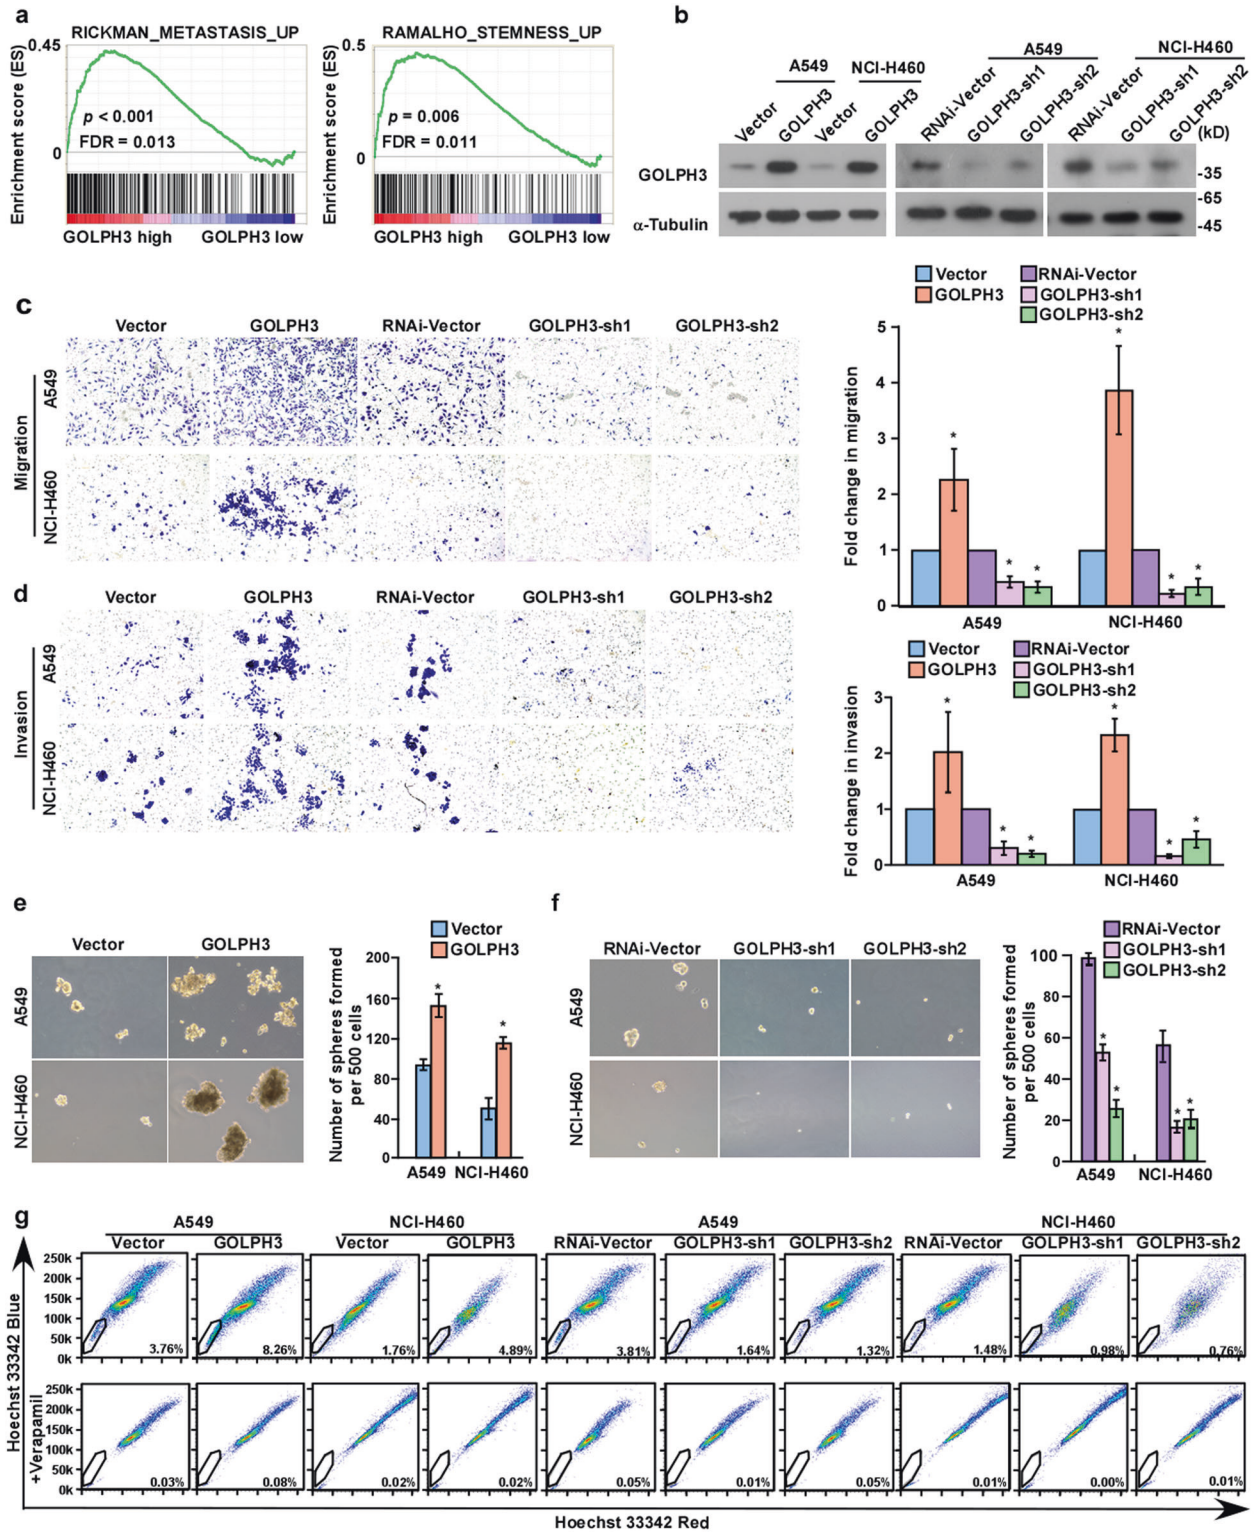 a
RICKMAN_METASTASIS_UP
RAMALHO_STEMNESS_UP
Enrichment score (ES)
0.45
0
p < 0.001
FDR = 0.013
GOLPH3 high
GOLPH3 low
Enrichment score (ES)
0.5
0
p = 0.006
FDR = 0.011
GOLPH3 high
GOLPH3 low
b
A549
NCI-H460
A549
NCI-H460
Vector
GOLPH3
Vector
GOLPH3
RNAi-Vector
GOLPH3-sh1
GOLPH3-sh2
RNAi-Vector
GOLPH3-sh1
GOLPH3-sh2
(kD)
GOLPH3
-35
-65
α-Tubulin
-45
c
Vector
GOLPH3
RNAi-Vector
GOLPH3-sh1
GOLPH3-sh2
Migration
A549
NCI-H460
Vector
GOLPH3
RNAi-Vector
GOLPH3-sh1
GOLPH3-sh2
Fold change in migration
5
4
3
2
1
0
* * * * * *
A549
NCI-H460
d
Vector
GOLPH3
RNAi-Vector
GOLPH3-sh1
GOLPH3-sh2
Invasion
A549
NCI-H460
Vector
GOLPH3
RNAi-Vector
GOLPH3-sh1
GOLPH3-sh2
Fold change in invasion
3
2
1
0
* * * * * *
A549
NCI-H460
e
Vector
GOLPH3
A549
NCI-H460
Vector
GOLPH3
Number of spheres formed
per 500 cells
200
160
120
80
40
0
* *
A549
NCI-H460
f
RNAi-Vector
GOLPH3-sh1
GOLPH3-sh2
A549
NCI-H460
RNAi-Vector
GOLPH3-sh1
GOLPH3-sh2
Number of spheres formed
per 500 cells
100
80
60
40
20
0
* * * *
A549
NCI-H460
g
A549
NCI-H460
A549
NCI-H460
Vector
GOLPH3
Vector
GOLPH3
RNAi-Vector
GOLPH3-sh1
GOLPH3-sh2
RNAi-Vector
GOLPH3-sh1
GOLPH3-sh2
Hoechst 33342 Blue
250k
200k
150k
100k
50k
0k
3.76%
8.26%
1.76%
4.89%
3.81%
1.64%
1.32%
1.48%
0.98%
0.76%
+Verapamil
250k
200k
150k
100k
50k
0k
0.03%
0.08%
0.02%
0.02%
0.05%
0.01%
0.05%
0.01%
0.00%
0.01%
Hoechst 33342 Red